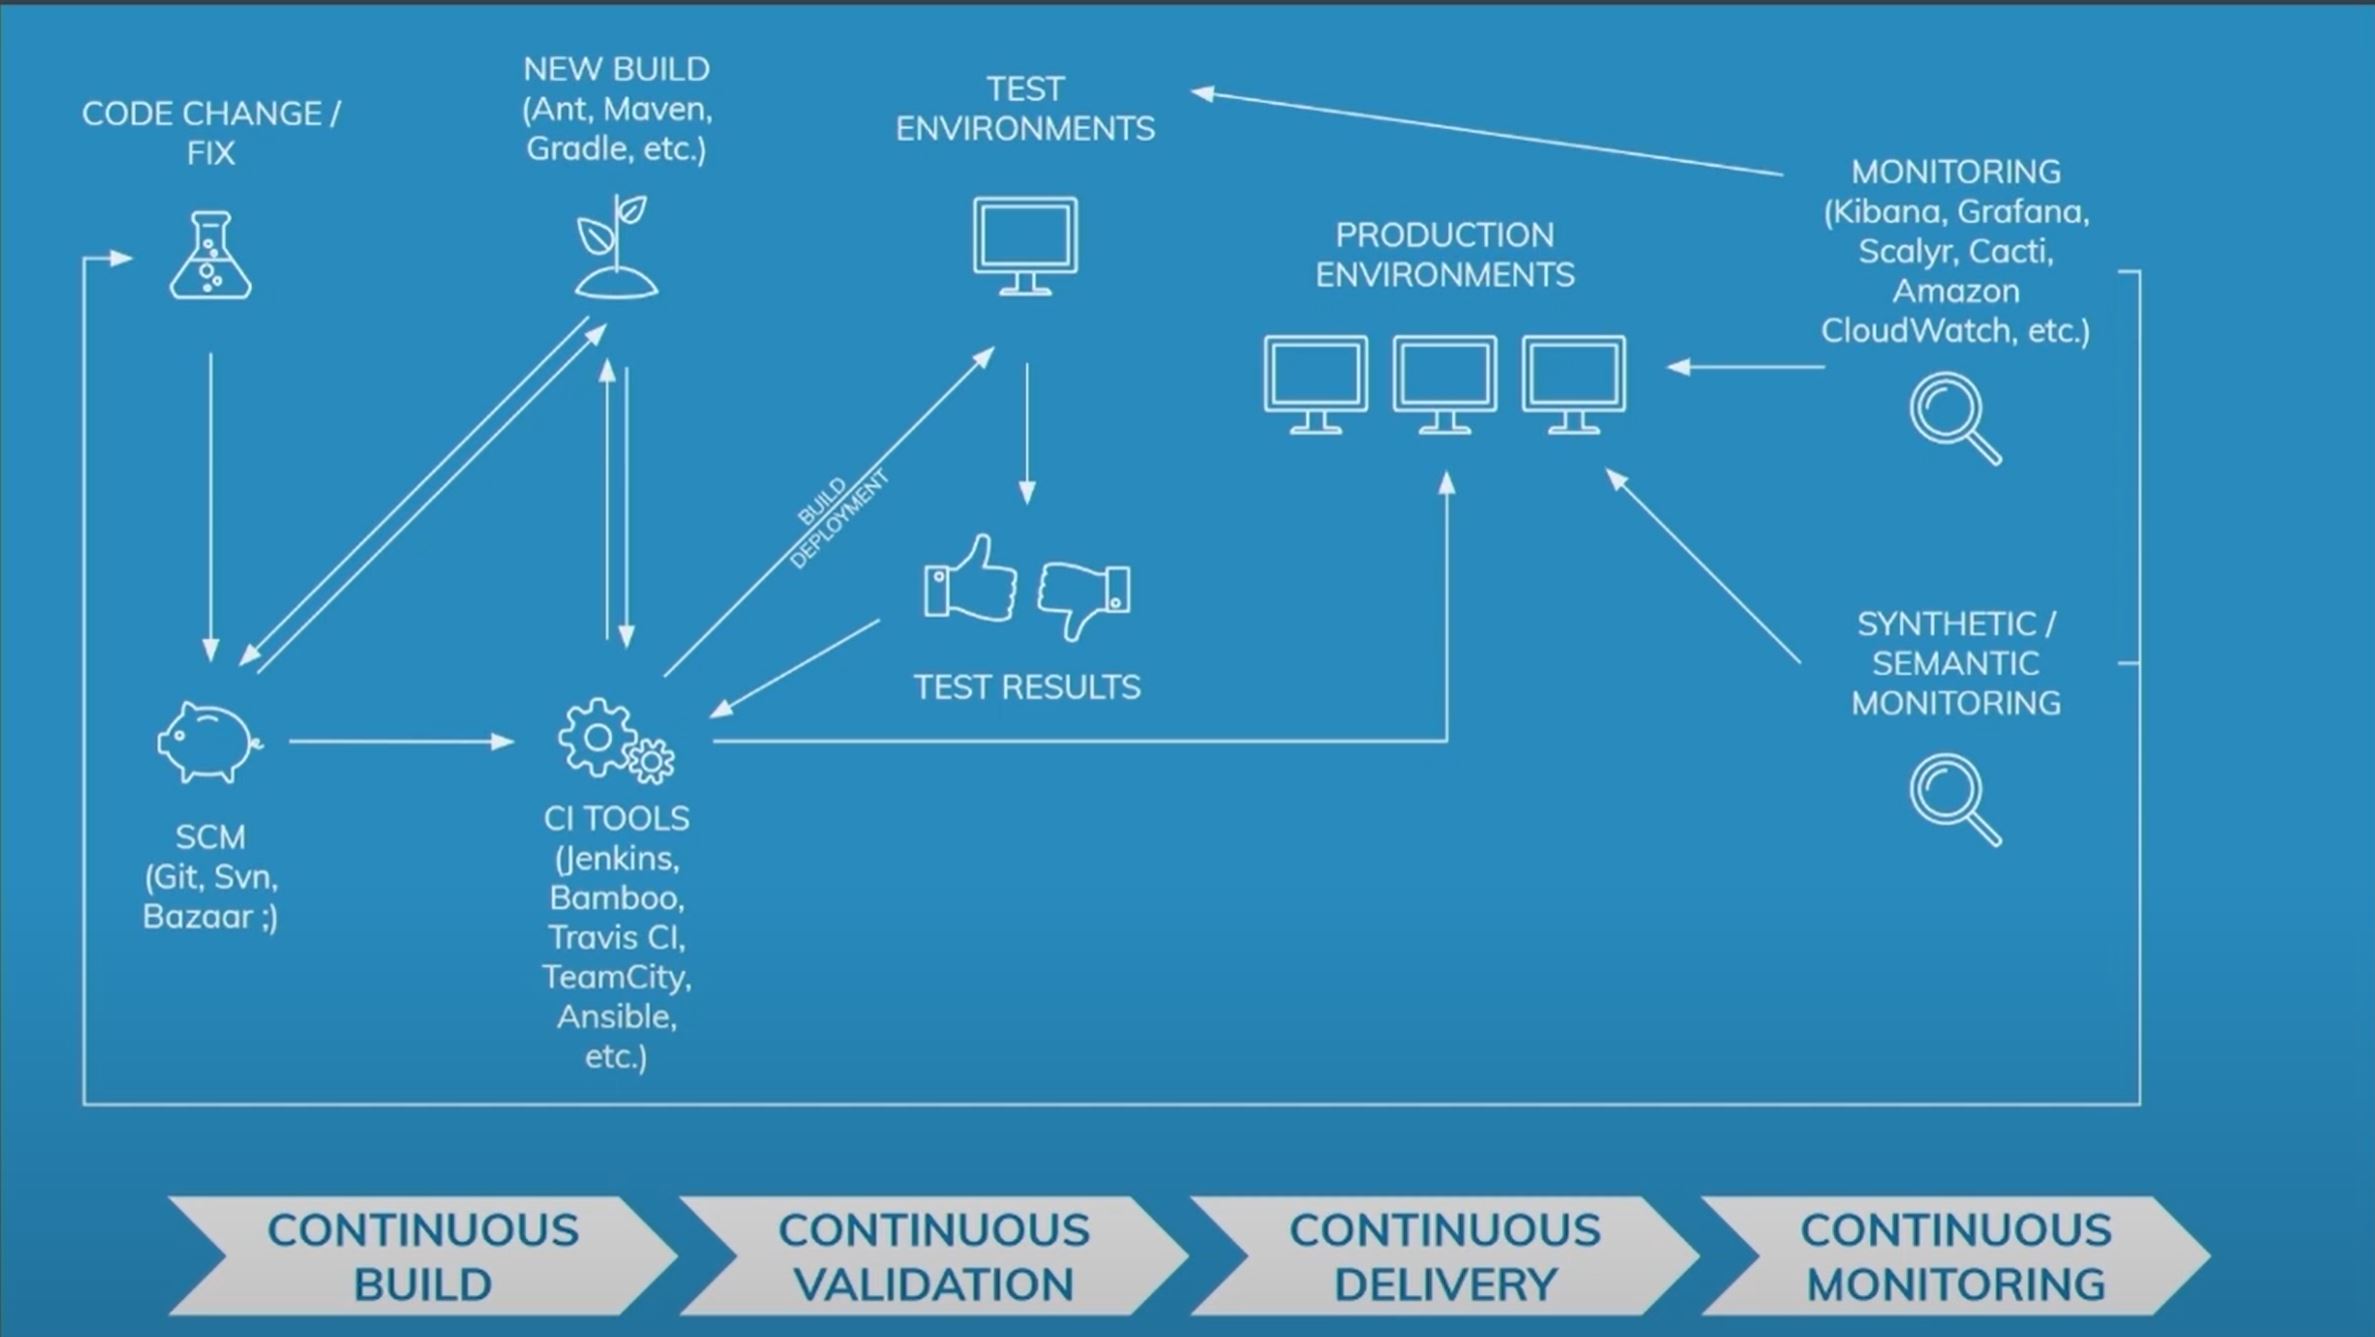 CODE CHANGE /
FIX
NEW BUILD
(Ant, Maven,
Gradle, etc.)
TEST
ENVIRONMENTS
PRODUCTION
ENVIRONMENTS
MONITORING
(Kibana, Grafana,
Scalyr, Cacti,
Amazon
CloudWatch, etc.)
BUILD
DEPLOYMENT
TEST RESULTS
SYNTHETIC /
SEMANTIC
MONITORING
SCM
(Git, Svn,
Bazaar ;)
CI TOOLS
(Jenkins,
Bamboo,
Travis CI,
TeamCity,
Ansible,
etc.)
CONTINUOUS
BUILD
CONTINUOUS
VALIDATION
CONTINUOUS
DELIVERY
CONTINUOUS
MONITORING